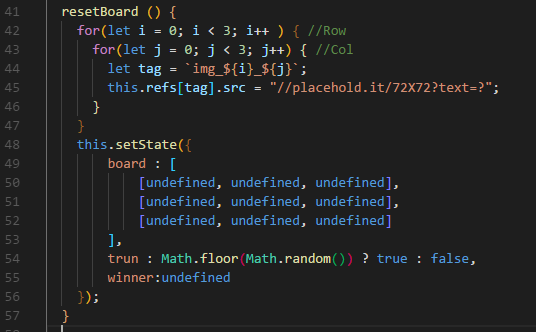 41 resetBoard () {
42 for(let i = 0; i < 3; i++ ) { //Row
43 for(let j = 0; j < 3; j++) { //Col
44 let tag = `img_${i}_${j}`;
45 this.refs[tag].src = "//placehold.it/72X72?text=?";
46 }
47 }
48 this.setState({
49 board : [
50 [undefined, undefined, undefined],
51 [undefined, undefined, undefined],
52 [undefined, undefined, undefined]
53 ],
54 trun : Math.floor(Math.random()) ? true : false,
55 winner:undefined
56 });
57 }